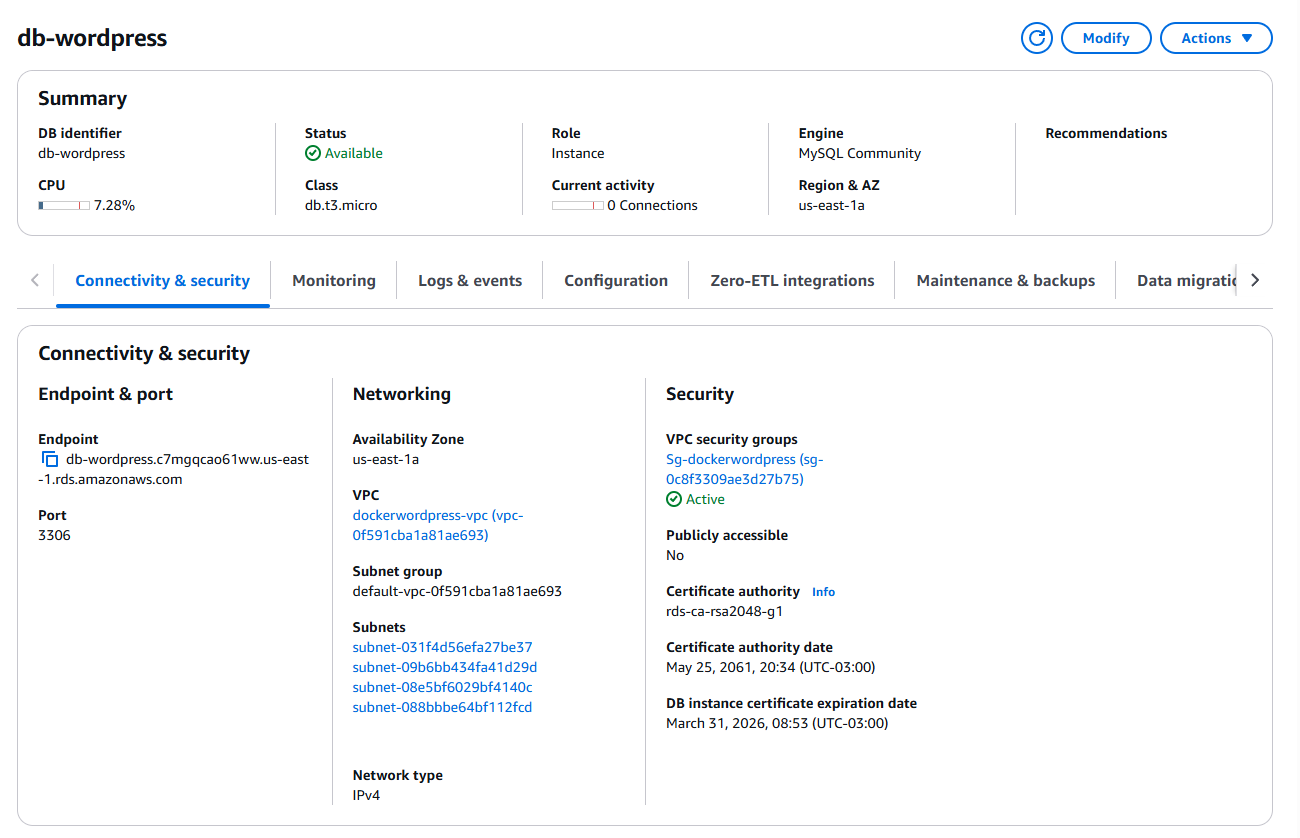 db-wordpress
Modify
Actions
Summary
DB identifier
db-wordpress
CPU
7.28%
Status
Available
Class
db.t3.micro
Role
Instance
Current activity
0 Connections
Engine
MySQL Community
Region & AZ
us-east-1a
Recommendations
Connectivity & security
Monitoring
Logs & events
Configuration
Zero-ETL integrations
Maintenance & backups
Data migratio
Connectivity & security
Endpoint & port
Endpoint
db-wordpress.c7mgqcao61ww.us-east
-1.rds.amazonaws.com
Port
3306
Networking
Availability Zone
us-east-1a
VPC
dockerwordpress-vpc (vpc-
0f591cba1a81ae693)
Subnet group
default-vpc-0f591cba1a81ae693
Subnets
subnet-031f4d56efa27be37
subnet-09b6bb434fa41d29d
subnet-08e5bf6029bf4140c
subnet-088bbbe64bf112fcd
Network type
IPv4
Security
VPC security groups
Sg-dockerwordpress (sg-
0c8f3309ae3d27b75)
Active
Publicly accessible
No
Certificate authority Info
rds-ca-rsa2048-g1
Certificate authority date
May 25, 2061, 20:34 (UTC-03:00)
DB instance certificate expiration date
March 31, 2026, 08:53 (UTC-03:00)